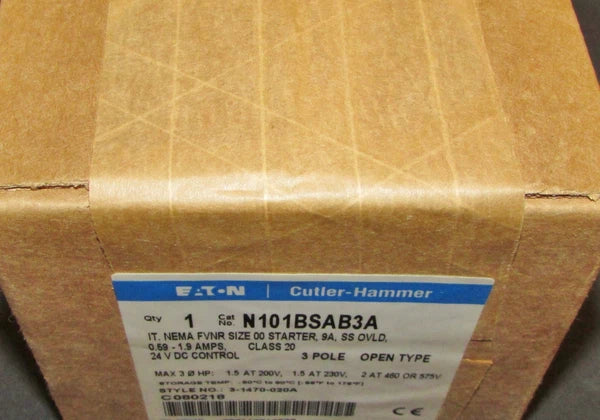 EATON | Cutler-Hammer
Qty 1 Cat No. N101BSAB3A
IT. NEMA FVNR SIZE 00 STARTER, 9A, SS OVLD,
0.59 - 1.9 AMPS, CLASS 20
24 V DC CONTROL 3 POLE OPEN TYPE
MAX 3 Ø HP: 1.5 AT 200V, 1.5 AT 230V, 2 AT 460 OR 575V
STORAGE TEMP.
STYLE NO.: 3-1470-020A
C080218
CE